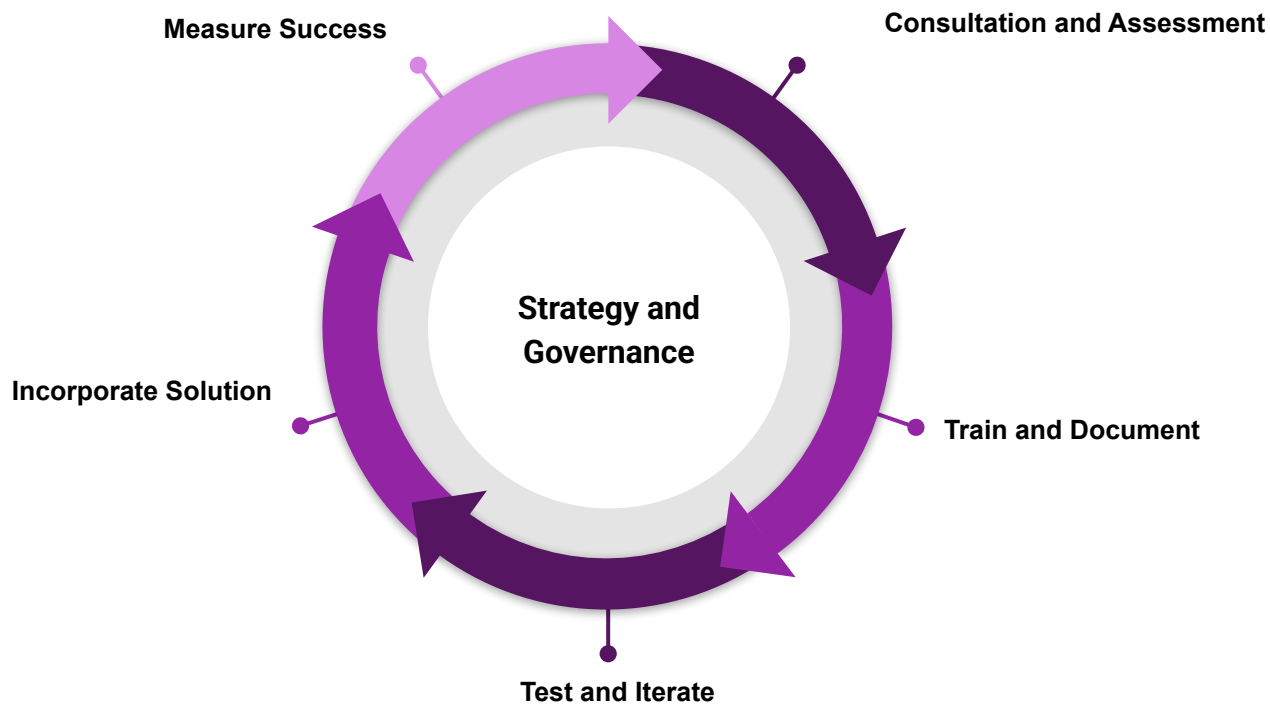 Measure Success
Consultation and Assessment
Strategy and
Governance
Incorporate Solution
Train and Document
Test and Iterate